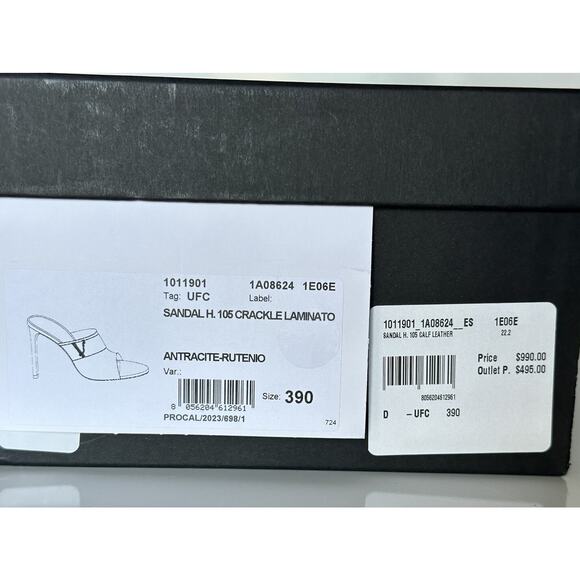 1011901 1A08624 1E06E
Tag: UFC Label:
SANDAL H. 105 CRACKLE LAMINATO
ANTRACITE-RUTENIO
Var.:
Size: 390
8 056204 612961
PROCAL/2023/698/1
724
1011901_1A08624__ES 1E06E
SANDAL H. 105 CALF LEATHER 22.2
Price $990.00
Outlet P. $495.00
8056204612961
D -UFC 390